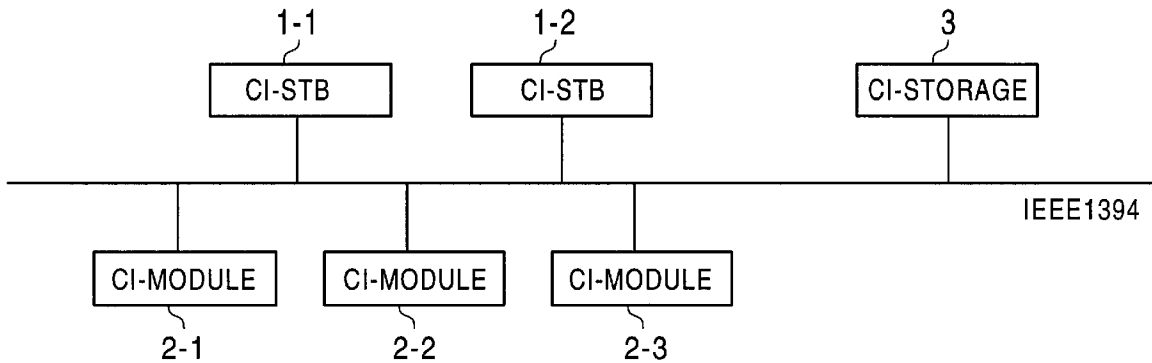 1-1
1-2
3
CI-STB
CI-STB
CI-STORAGE
IEEE1394
CI-MODULE
CI-MODULE
CI-MODULE
2-1
2-2
2-3